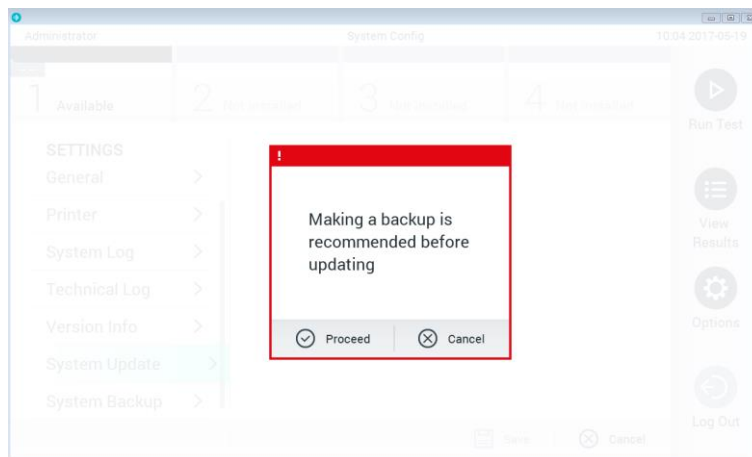 Administrator
System Config
10:04 2017-05-19
1 Available
2 Not installed
3 Not installed
4 Not installed
Run Test
SETTINGS
General
Printer
System Log
Technical Log
Version Info
System Update
System Backup
!
Making a backup is
recommended before
updating
Proceed
Cancel
View
Results
Options
Log Out
Save
Cancel